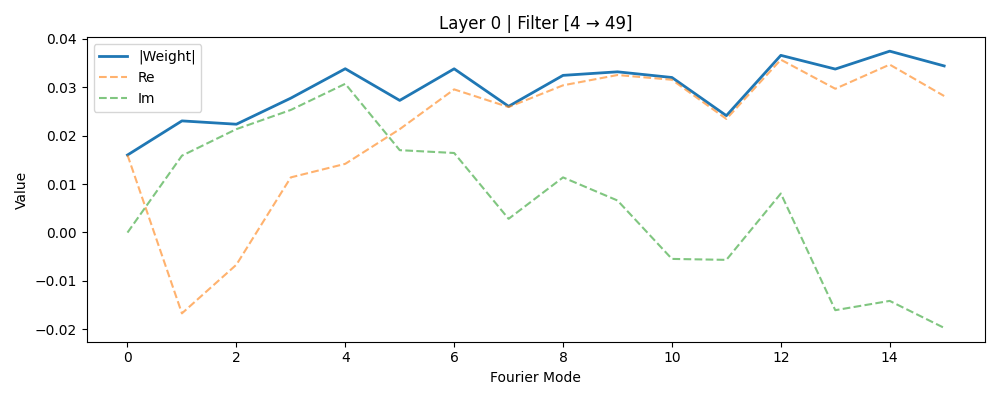 Layer 0 | Filter [4 → 49]
|Weight|
Re
Im
0.04
0.03
0.02
0.01
0.00
−0.01
−0.02
Value
0 2 4 6 8 10 12 14
Fourier Mode